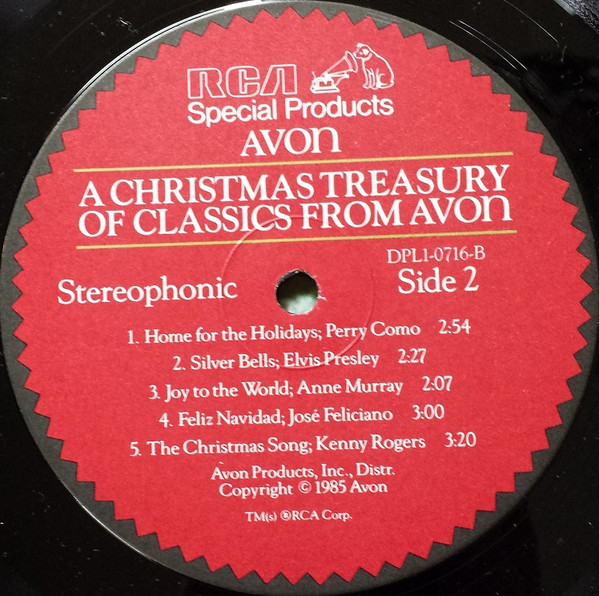 RCA
Special Products
AVON
A CHRISTMAS TREASURY
OF CLASSICS FROM AVON
DPL1-0716-B
Stereophonic
Side 2
1. Home for the Holidays; Perry Como 2:54
2. Silver Bells; Elvis Presley 2:27
3. Joy to the World; Anne Murray 2:07
4. Feliz Navidad; José Feliciano 3:00
5. The Christmas Song; Kenny Rogers 3:20
Avon Products, Inc., Distr.
Copyright © 1985 Avon
TM(s) ®RCA Corp.